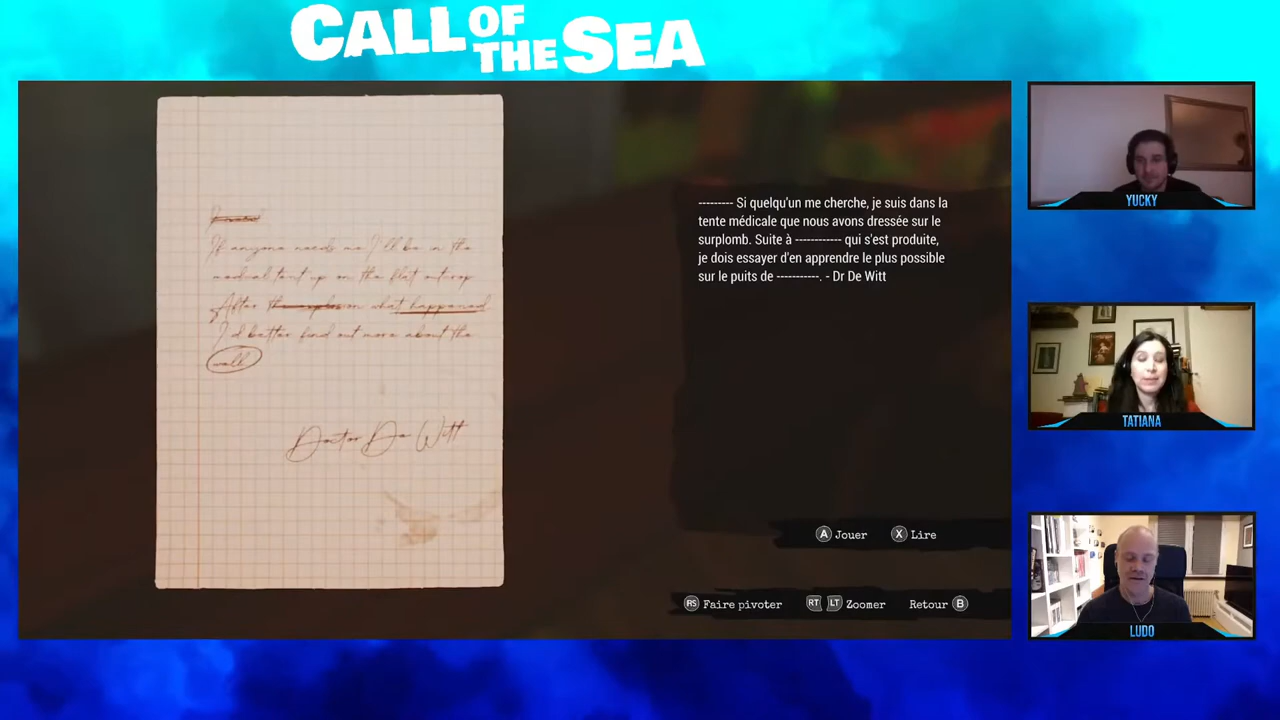 CALL OF THE SEA
If anyone needs me I'll be in the
medical tent up on the flat outcrop
After the explosion what happened
I'd better find out more about the
well
Doctor De Witt
--------- Si quelqu'un me cherche, je suis dans la
tente médicale que nous avons dressée sur le
surplomb. Suite à ------------ qui s'est produite,
je dois essayer d'en apprendre le plus possible
sur le puits de -----------. - Dr De Witt
A Jouer X Lire
RS Faire pivoter RT LT Zoomer Retour B
YUCKY
TATIANA
LUDO